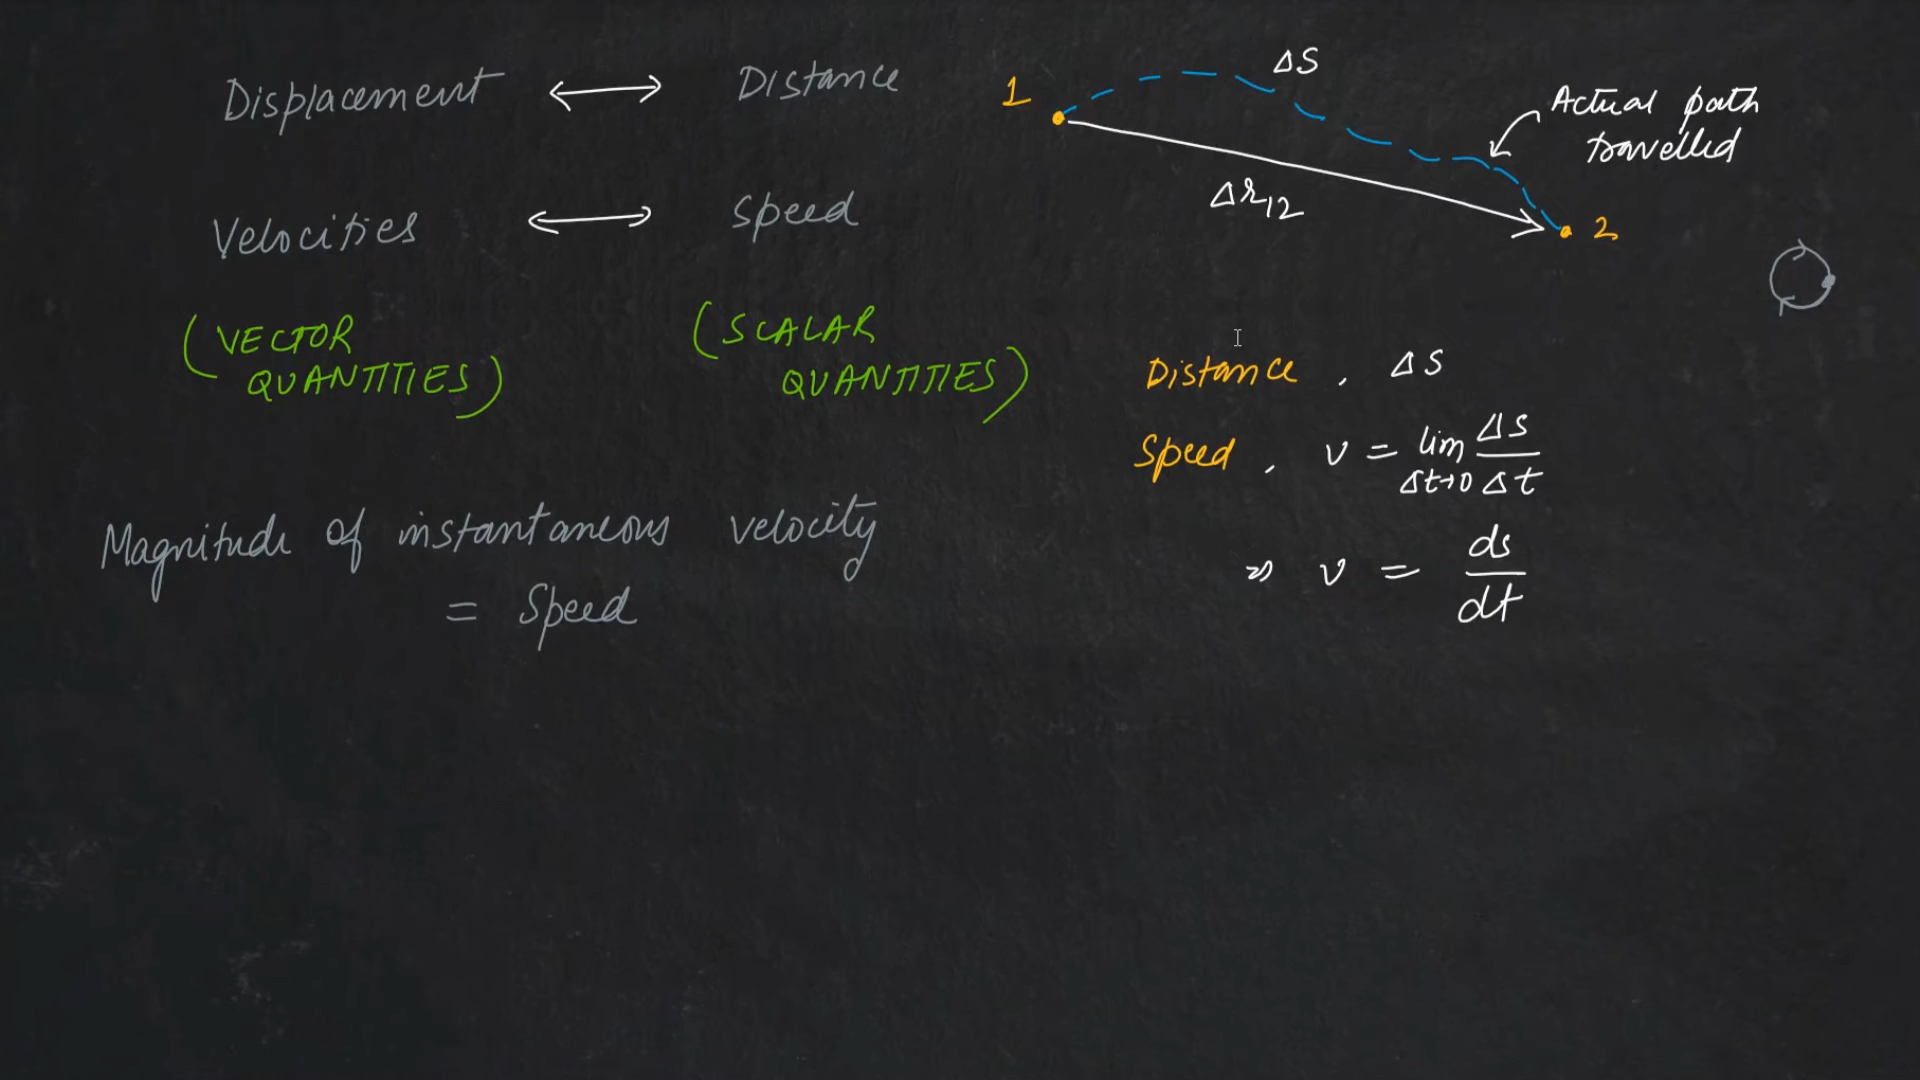 Displacement ⟷ Distance
Velocities ⟷ Speed
(VECTOR QUANTITIES)
(SCALAR QUANTITIES)
Magnitude of instantaneous velocity
= Speed
1
ΔS
Actual path
travelled
Δr₁₂
2
Distance, ΔS
Speed, v = lim Δt→0 Δs/Δt
⇒ v = ds/dt